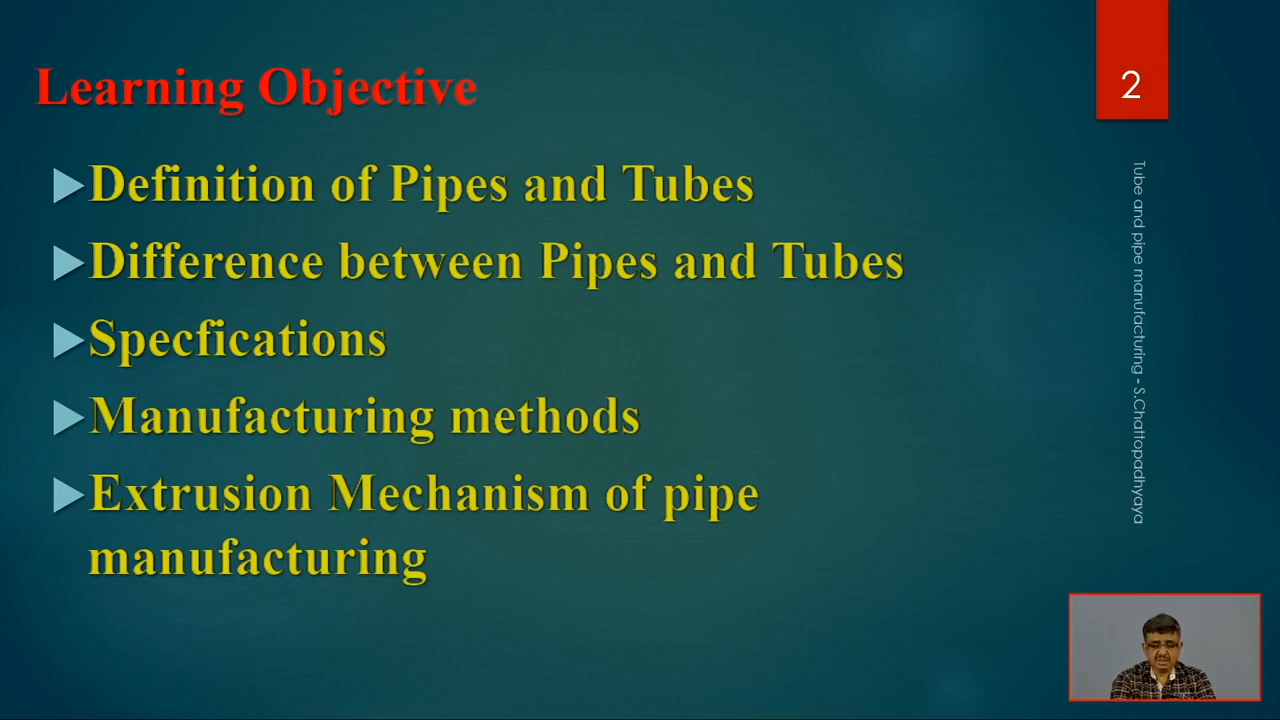 Learning Objective
2
Definition of Pipes and Tubes
Difference between Pipes and Tubes
Specfications
Manufacturing methods
Extrusion Mechanism of pipe
manufacturing
Tube and pipe manufacturing - S.Chattopadhyaya